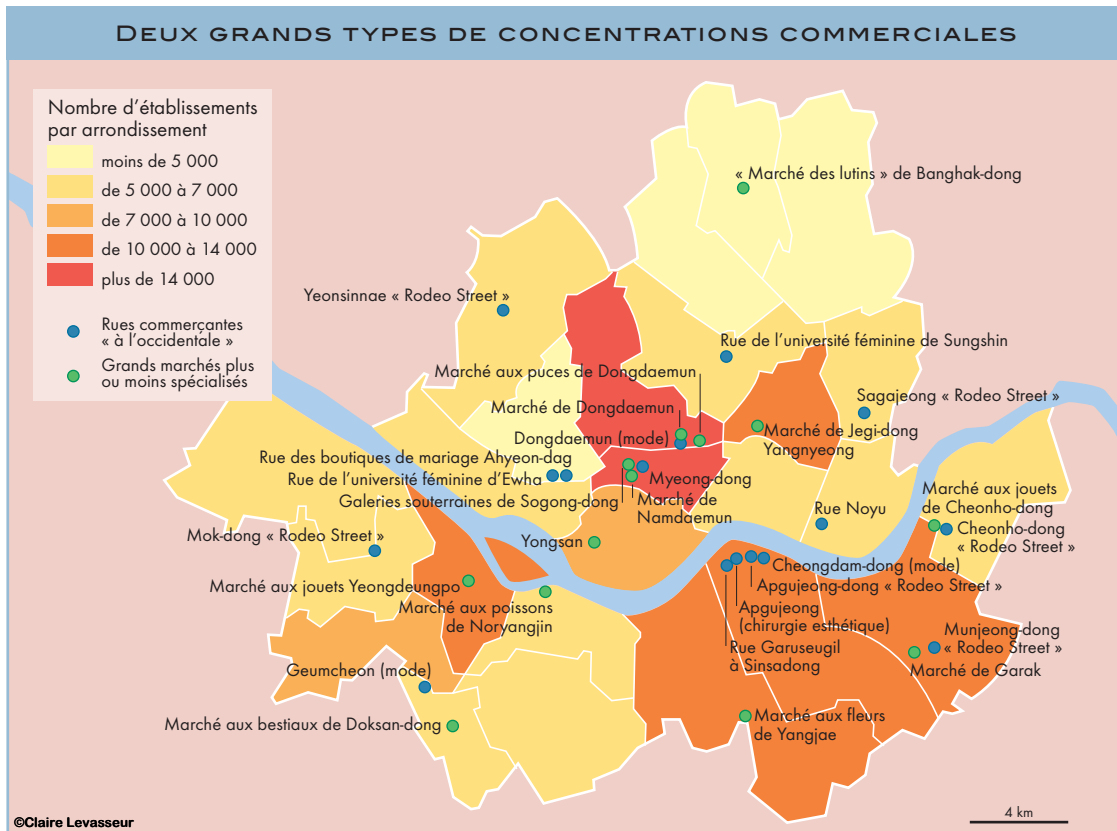 DEUX GRANDS TYPES DE CONCENTRATIONS COMMERCIALES
Nombre d'établissements
par arrondissement
moins de 5 000
de 5 000 à 7 000
de 7 000 à 10 000
de 10 000 à 14 000
plus de 14 000
Rues commerçantes
« à l'occidentale »
Grands marchés plus
ou moins spécialisés
« Marché des lutins » de Banghak-dong
Yeonsinnae « Rodeo Street »
Rue de l'université féminine de Sungshin
Marché aux puces de Dongdaemun
Sagajeong « Rodeo Street »
Marché de Dongdaemun
Dongdaemun (mode)
Marché de Jegi-dong
Yangnyeong
Rue des boutiques de mariage Ahyeon-dag
Rue de l'université féminine d'Ewha
Myeong-dong
Galeries souterraines de Sogong-dong
Marché de
Namdaemun
Marché aux jouets
de Cheonho-dong
Rue Noyu
Cheonho-dong
« Rodeo Street »
Mok-dong « Rodeo Street »
Yongsan
Cheongdam-dong (mode)
Marché aux jouets Yeongdeungpo
Apgujeong-dong « Rodeo Street »
Marché aux poissons
de Noryangjin
Apgujeong
(chirurgie esthétique)
Munjeong-dong
« Rodeo Street »
Rue Garuseugil
à Sinsadong
Geumcheon (mode)
Marché de Garak
Marché aux bestiaux de Doksan-dong
Marché aux fleurs
de Yangjae
©Claire Levasseur
4 km